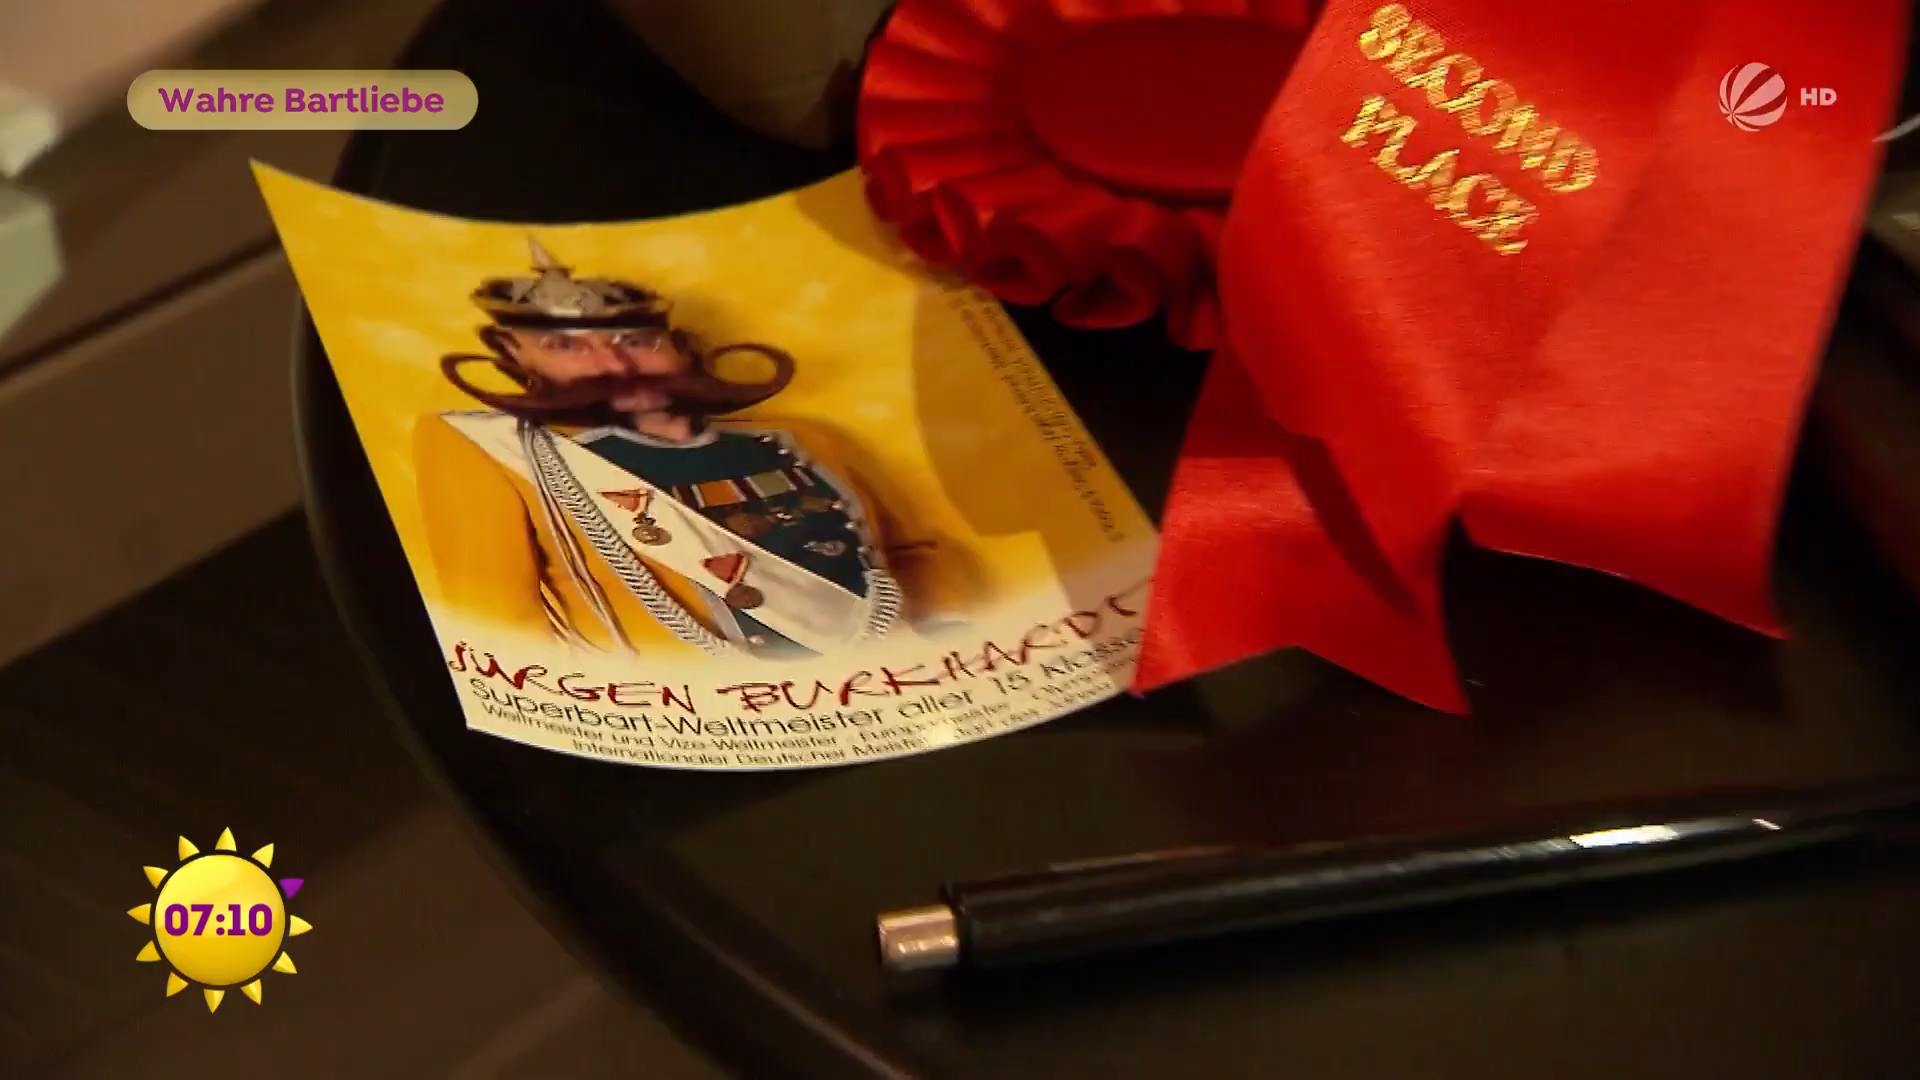 Wahre Bartliebe
HD
SECOND
PLACE
JÜRGEN BURKHARDT
Superbart-Weltmeister aller 15 Klassen
Weltmeister und Vize-Weltmeister
Internationaler Deutscher Meister
07:10